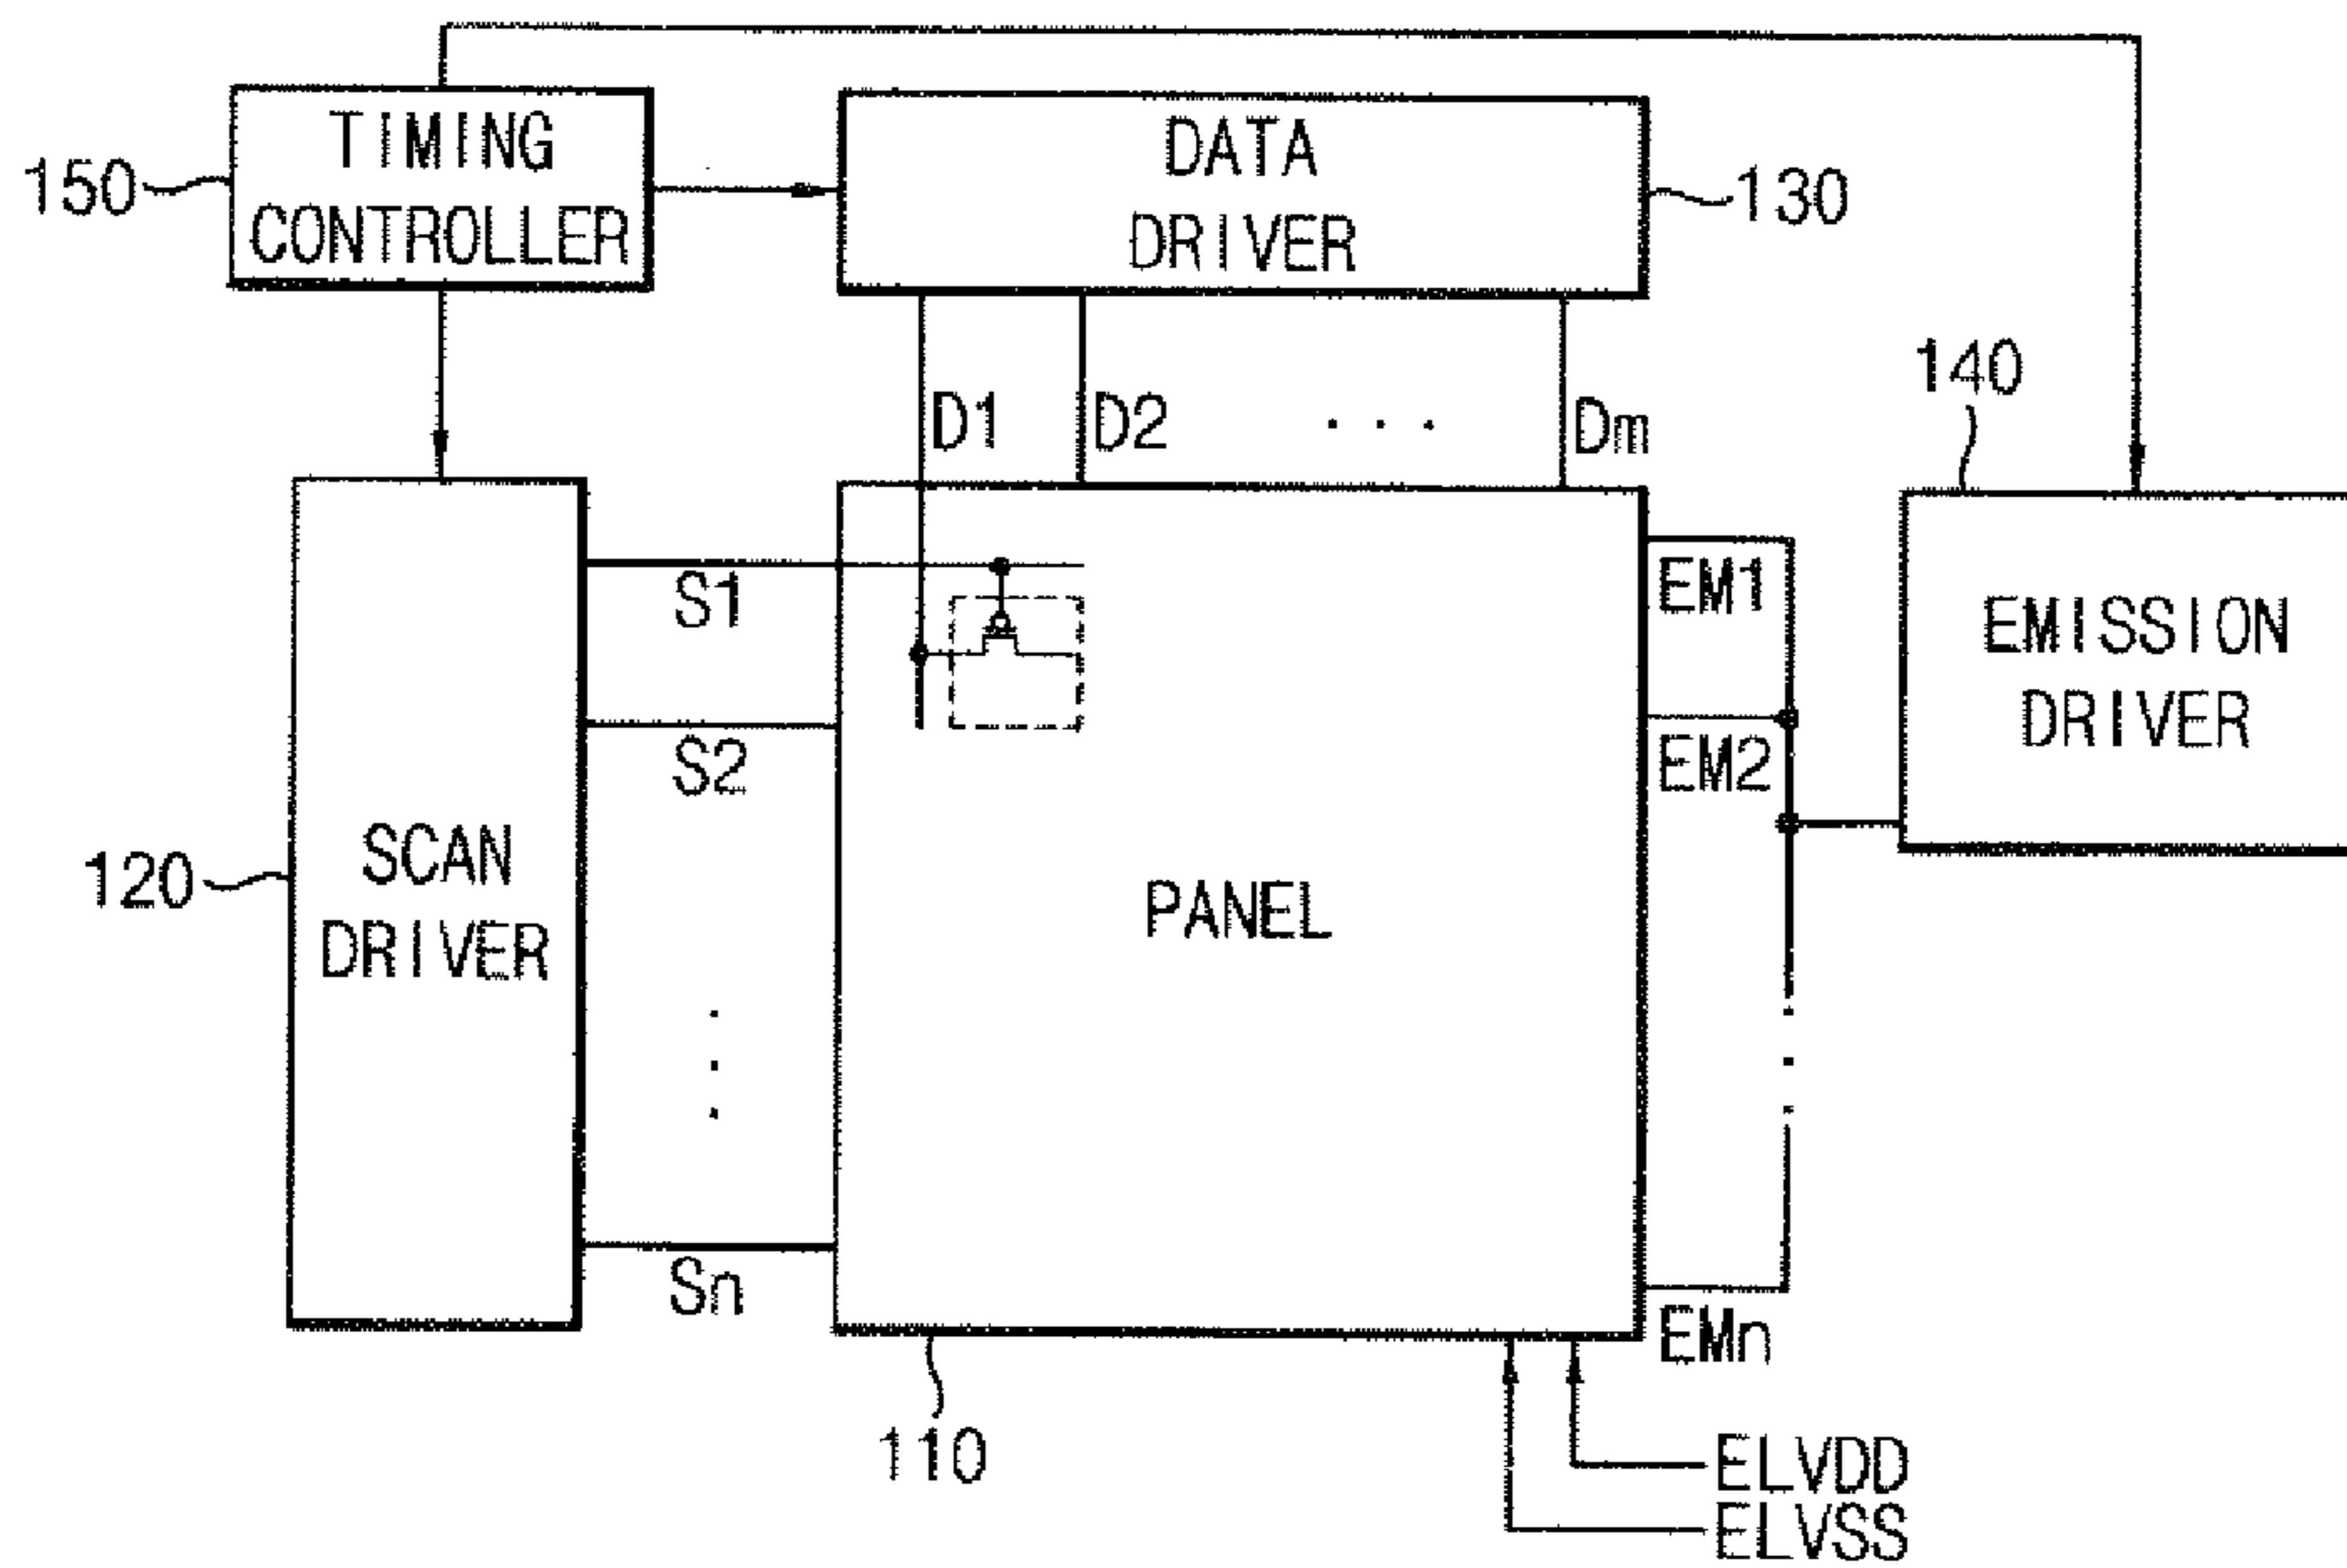 TIMING
CONTROLLER
150
DATA
DRIVER
130
D1
D2
. . .
Dm
140
EMISSION
DRIVER
S1
S2
Sn
SCAN
DRIVER
120
PANEL
EM1
EM2
EMn
110
ELVDD
ELVSS